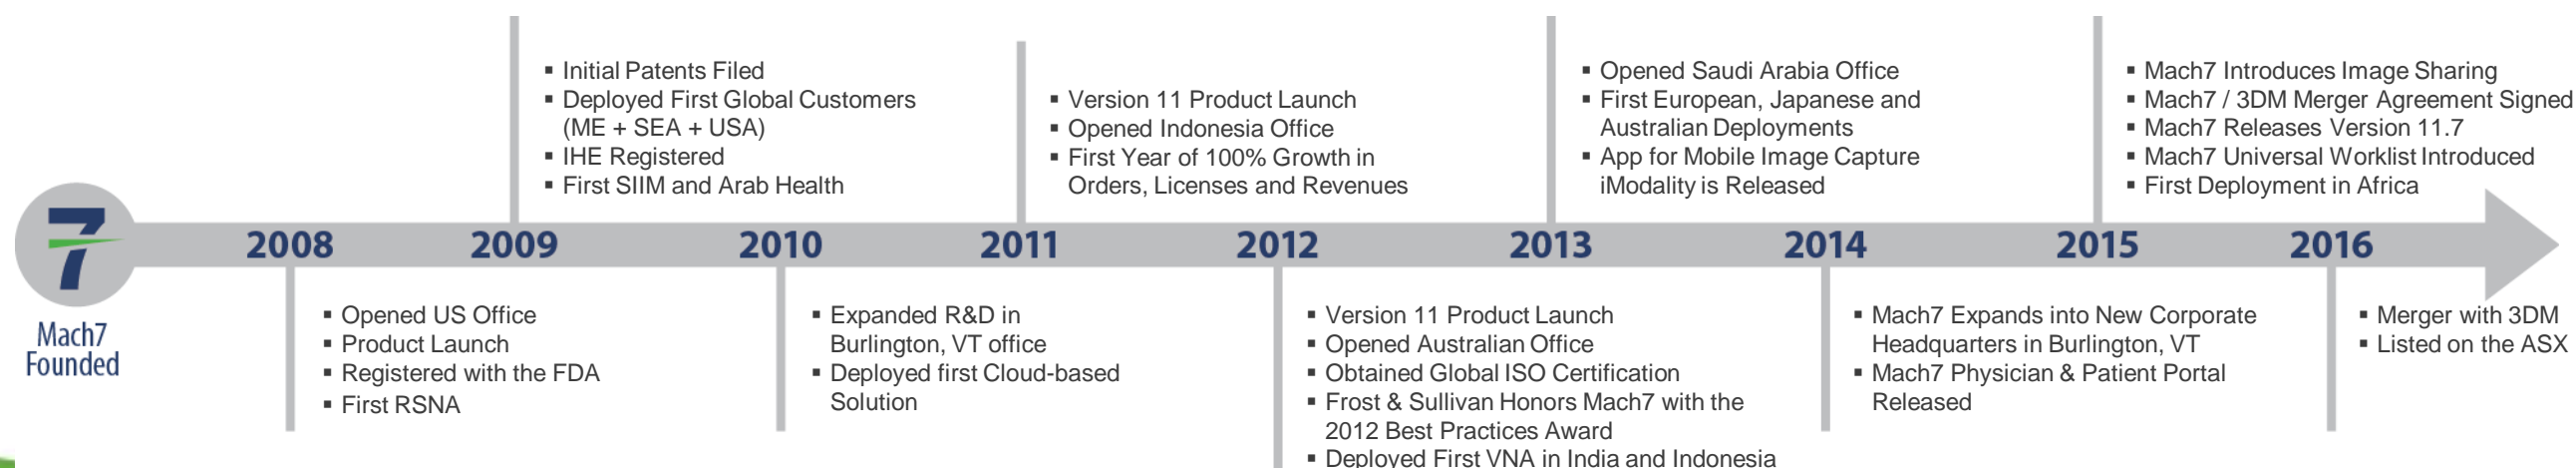 Mach7
Founded
2008
▪ Opened US Office
▪ Product Launch
▪ Registered with the FDA
▪ First RSNA
2009
▪ Initial Patents Filed
▪ Deployed First Global Customers
(ME + SEA + USA)
▪ IHE Registered
▪ First SIIM and Arab Health
2010
▪ Expanded R&D in
Burlington, VT office
▪ Deployed first Cloud-based
Solution
2011
▪ Version 11 Product Launch
▪ Opened Indonesia Office
▪ First Year of 100% Growth in
Orders, Licenses and Revenues
2012
▪ Version 11 Product Launch
▪ Opened Australian Office
▪ Obtained Global ISO Certification
▪ Frost & Sullivan Honors Mach7 with the
2012 Best Practices Award
▪ Deployed First VNA in India and Indonesia
2013
▪ Opened Saudi Arabia Office
▪ First European, Japanese and
Australian Deployments
▪ App for Mobile Image Capture
iModality is Released
2014
▪ Mach7 Expands into New Corporate
Headquarters in Burlington, VT
▪ Mach7 Physician & Patient Portal
Released
2015
▪ Mach7 Introduces Image Sharing
▪ Mach7 / 3DM Merger Agreement Signed
▪ Mach7 Releases Version 11.7
▪ Mach7 Universal Worklist Introduced
▪ First Deployment in Africa
2016
▪ Merger with 3DM
▪ Listed on the ASX
7